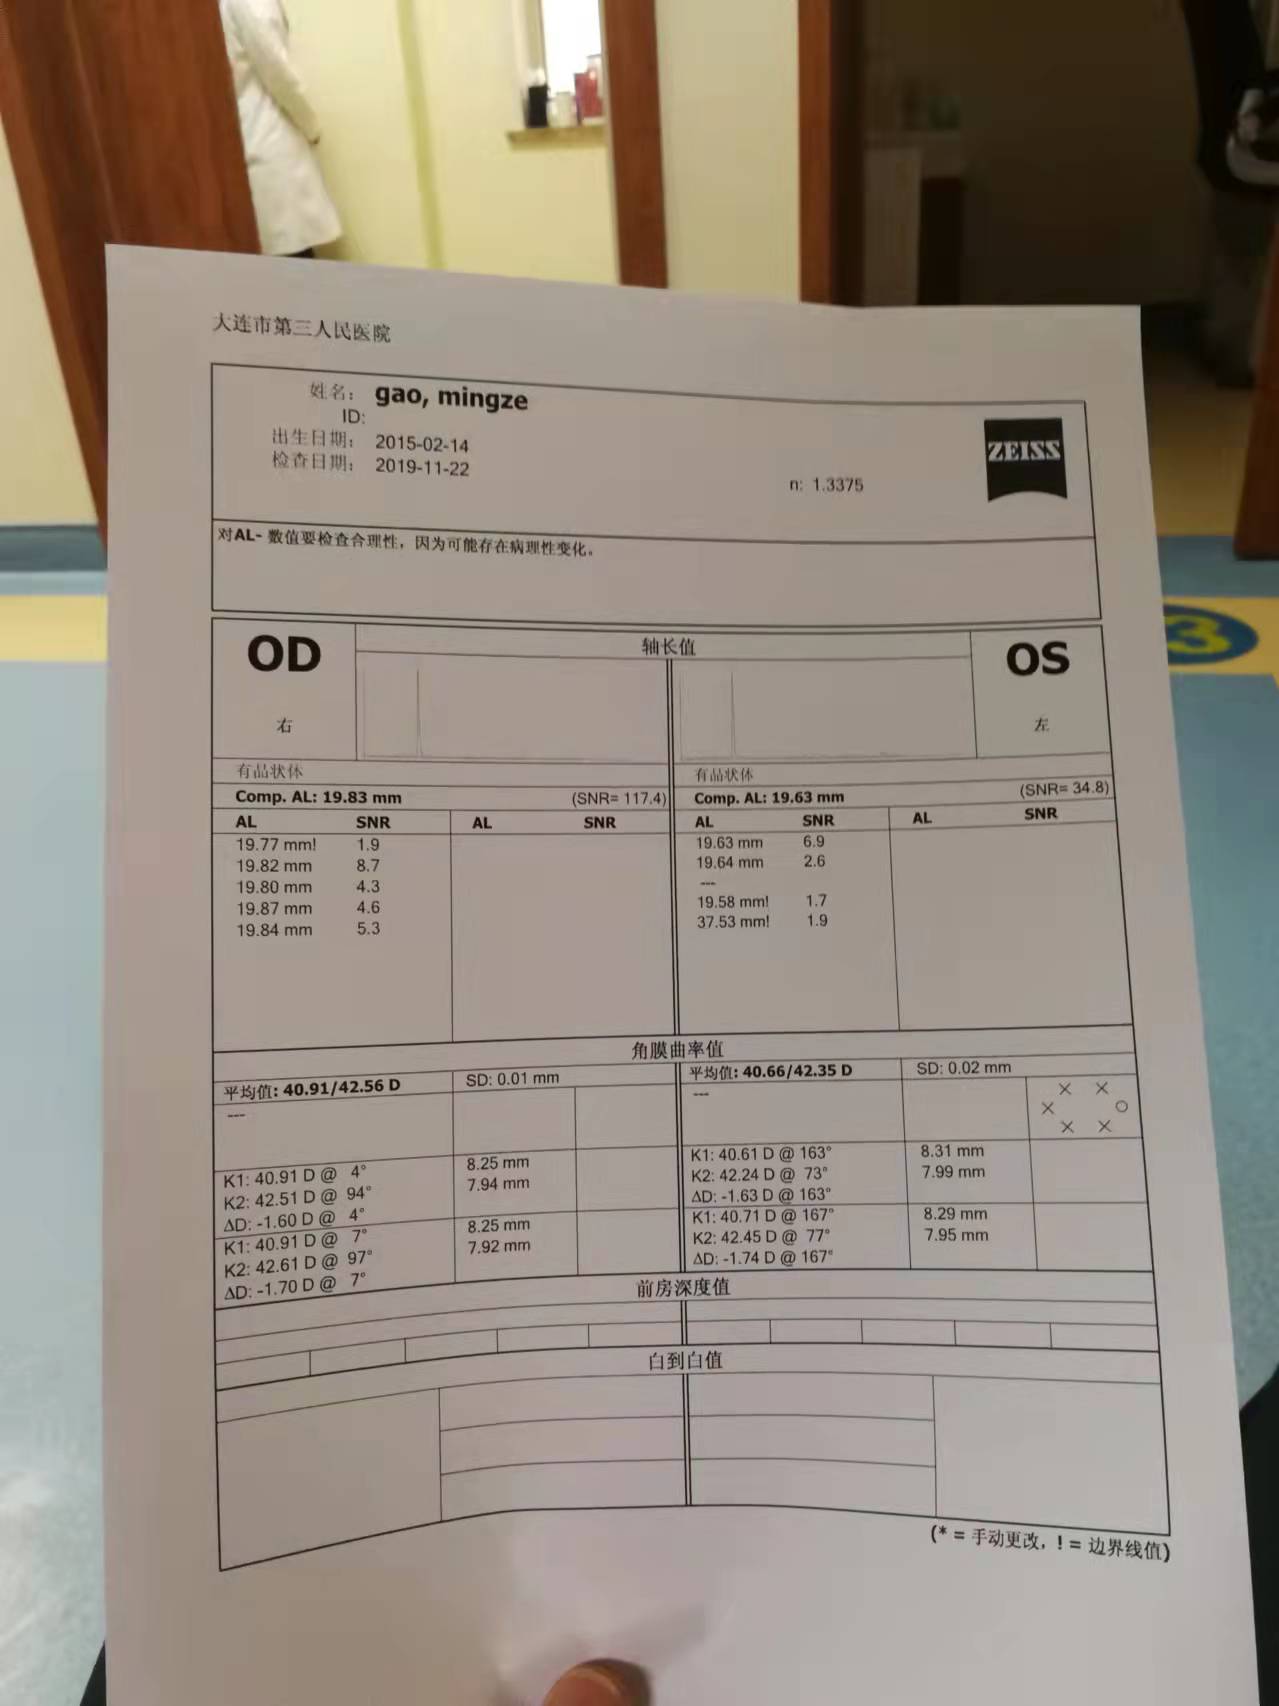 大连市第三人民医院
姓名: gao, mingze
ID:
出生日期: 2015-02-14
检查日期: 2019-11-22
n: 1.3375
ZEISS
对AL- 数值要检查合理性，因为可能存在病理性变化。
OD
右
轴长值
OS
左
有晶状体
有晶状体
Comp. AL: 19.83 mm (SNR= 117.4)
Comp. AL: 19.63 mm (SNR= 34.8)
AL SNR AL SNR
AL SNR AL SNR
19.77 mm! 1.9
19.82 mm 8.7
19.80 mm 4.3
19.87 mm 4.6
19.84 mm 5.3
19.63 mm 6.9
19.64 mm 2.6
---
19.58 mm! 1.7
37.53 mm! 1.9
角膜曲率值
平均值: 40.91/42.56 D SD: 0.01 mm
---
K1: 40.91 D @ 4° 8.25 mm
K2: 42.51 D @ 94° 7.94 mm
ΔD: -1.60 D @ 4°
K1: 40.91 D @ 7° 8.25 mm
K2: 42.61 D @ 97° 7.92 mm
ΔD: -1.70 D @ 7°
平均值: 40.66/42.35 D SD: 0.02 mm
---
K1: 40.61 D @ 163° 8.31 mm
K2: 42.24 D @ 73° 7.99 mm
ΔD: -1.63 D @ 163°
K1: 40.71 D @ 167° 8.29 mm
K2: 42.45 D @ 77° 7.95 mm
ΔD: -1.74 D @ 167°
前房深度值
白到白值
(* = 手动更改, ! = 边界线值)
3